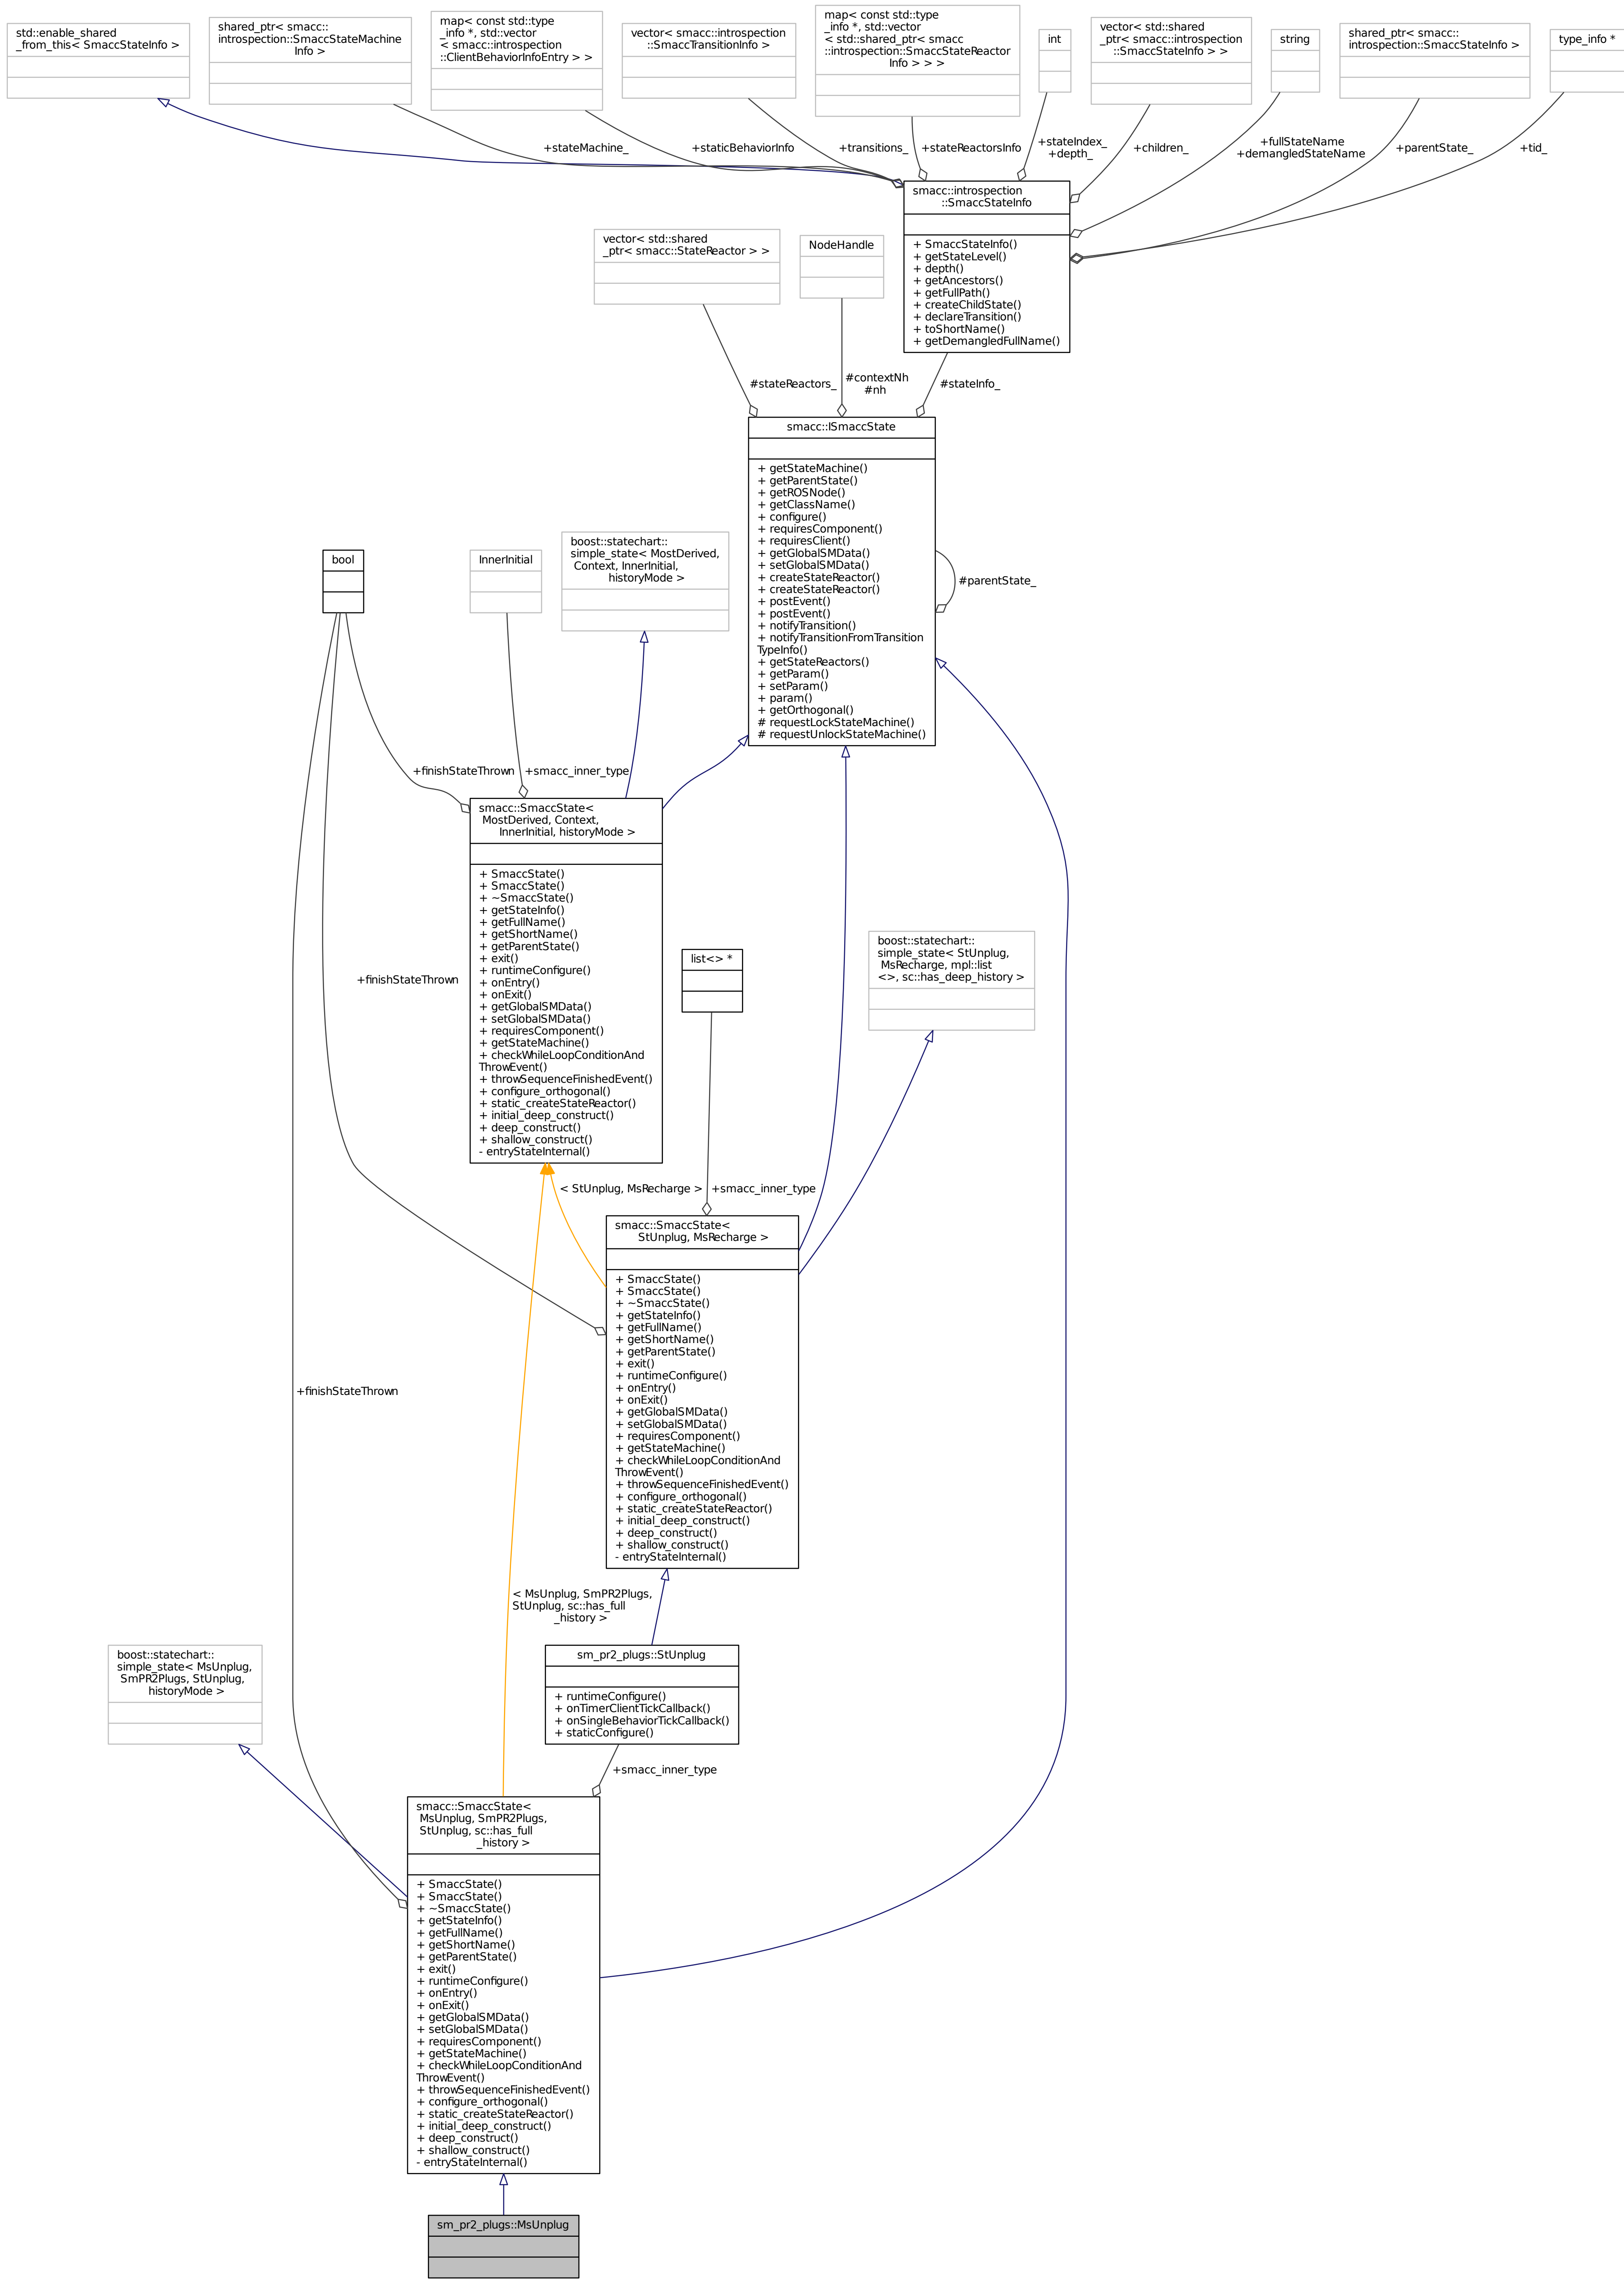 std::enable_shared
_from_this< SmaccStateInfo >
shared_ptr< smacc::
introspection::SmaccStateMachine
Info >
map< const std::type
_info *, std::vector
< smacc::introspection
::ClientBehaviorInfoEntry > >
vector< smacc::introspection
::SmaccTransitionInfo >
map< const std::type
_info *, std::vector
< std::shared_ptr< smacc
::introspection::SmaccStateReactor
Info > > >
int
vector< std::shared
_ptr< smacc::introspection
::SmaccStateInfo > >
string
shared_ptr< smacc::
introspection::SmaccStateInfo >
type_info *
+stateMachine_
+staticBehaviorInfo
+transitions_
+stateReactorsInfo
+stateIndex_
+depth_
+children_
+fullStateName
+demangledStateName
+parentState_
+tid_
smacc::introspection
::SmaccStateInfo
+ SmaccStateInfo()
+ getStateLevel()
+ depth()
+ getAncestors()
+ getFullPath()
+ createChildState()
+ declareTransition()
+ toShortName()
+ getDemangledFullName()
vector< std::shared
_ptr< smacc::StateReactor > >
NodeHandle
#stateReactors_
#contextNh
#nh
#stateInfo_
smacc::ISmaccState
+ getStateMachine()
+ getParentState()
+ getROSNode()
+ getClassName()
+ configure()
+ requiresComponent()
+ requiresClient()
+ getGlobalSMData()
+ setGlobalSMData()
+ createStateReactor()
+ createStateReactor()
+ postEvent()
+ postEvent()
+ notifyTransition()
+ notifyTransitionFromTransition
TypeInfo()
+ getStateReactors()
+ getParam()
+ setParam()
+ param()
+ getOrthogonal()
# requestLockStateMachine()
# requestUnlockStateMachine()
#parentState_
bool
InnerInitial
boost::statechart::
simple_state< MostDerived,
Context, InnerInitial,
historyMode >
+finishStateThrown
+smacc_inner_type
smacc::SmaccState<
MostDerived, Context,
InnerInitial, historyMode >
+ SmaccState()
+ SmaccState()
+ ~SmaccState()
+ getStateInfo()
+ getFullName()
+ getShortName()
+ getParentState()
+ exit()
+ runtimeConfigure()
+ onEntry()
+ onExit()
+ getGlobalSMData()
+ setGlobalSMData()
+ requiresComponent()
+ getStateMachine()
+ checkWhileLoopConditionAnd
ThrowEvent()
+ throwSequenceFinishedEvent()
+ configure_orthogonal()
+ static_createStateReactor()
+ initial_deep_construct()
+ deep_construct()
+ shallow_construct()
- entryStateInternal()
+finishStateThrown
list<> *
boost::statechart::
simple_state< StUnplug,
MsRecharge, mpl::list
<>, sc::has_deep_history >
< StUnplug, MsRecharge >
+smacc_inner_type
smacc::SmaccState<
StUnplug, MsRecharge >
+ SmaccState()
+ SmaccState()
+ ~SmaccState()
+ getStateInfo()
+ getFullName()
+ getShortName()
+ getParentState()
+ exit()
+ runtimeConfigure()
+ onEntry()
+ onExit()
+ getGlobalSMData()
+ setGlobalSMData()
+ requiresComponent()
+ getStateMachine()
+ checkWhileLoopConditionAnd
ThrowEvent()
+ throwSequenceFinishedEvent()
+ configure_orthogonal()
+ static_createStateReactor()
+ initial_deep_construct()
+ deep_construct()
+ shallow_construct()
- entryStateInternal()
+finishStateThrown
< MsUnplug, SmPR2Plugs,
StUnplug, sc::has_full
_history >
boost::statechart::
simple_state< MsUnplug,
SmPR2Plugs, StUnplug,
historyMode >
sm_pr2_plugs::StUnplug
+ runtimeConfigure()
+ onTimerClientTickCallback()
+ onSingleBehaviorTickCallback()
+ staticConfigure()
+smacc_inner_type
smacc::SmaccState<
MsUnplug, SmPR2Plugs,
StUnplug, sc::has_full
_history >
+ SmaccState()
+ SmaccState()
+ ~SmaccState()
+ getStateInfo()
+ getFullName()
+ getShortName()
+ getParentState()
+ exit()
+ runtimeConfigure()
+ onEntry()
+ onExit()
+ getGlobalSMData()
+ setGlobalSMData()
+ requiresComponent()
+ getStateMachine()
+ checkWhileLoopConditionAnd
ThrowEvent()
+ throwSequenceFinishedEvent()
+ configure_orthogonal()
+ static_createStateReactor()
+ initial_deep_construct()
+ deep_construct()
+ shallow_construct()
- entryStateInternal()
sm_pr2_plugs::MsUnplug